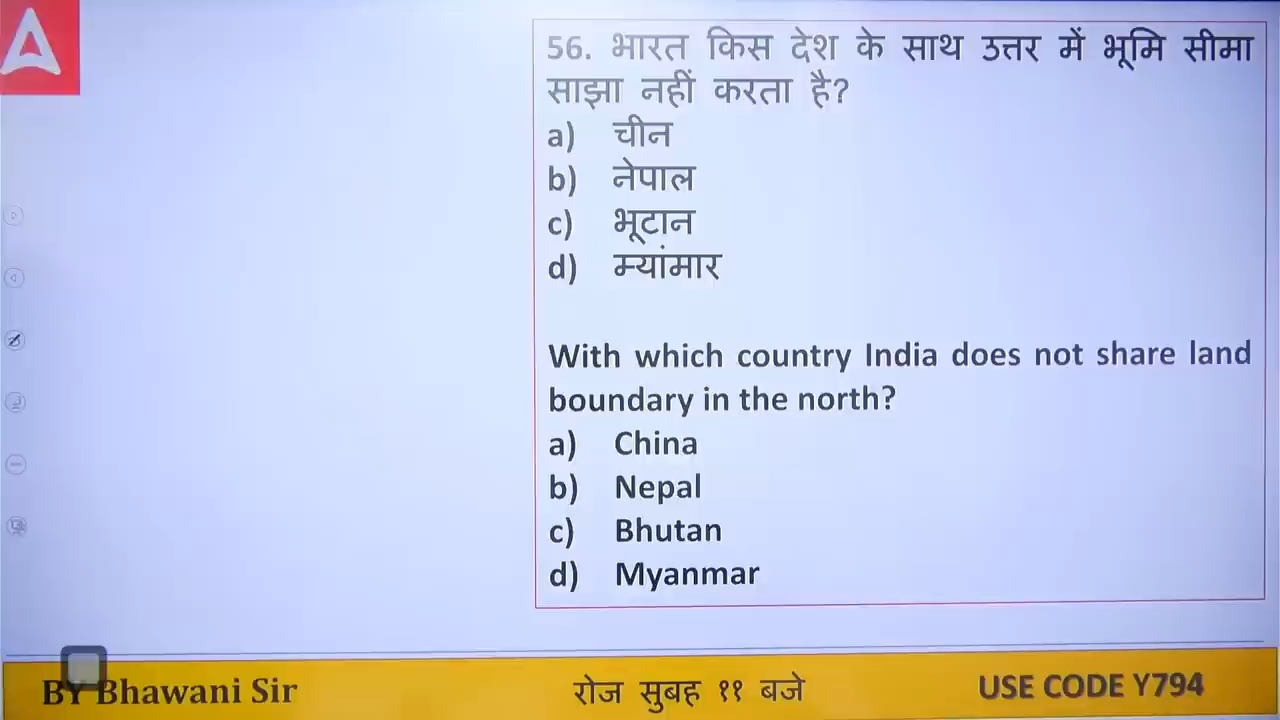 56. भारत किस देश के साथ उत्तर में भूमि सीमा
साझा नहीं करता है?
a) चीन
b) नेपाल
c) भूटान
d) म्यांमार
With which country India does not share land
boundary in the north?
a) China
b) Nepal
c) Bhutan
d) Myanmar
BY Bhawani Sir
रोज सुबह ११ बजे
USE CODE Y794